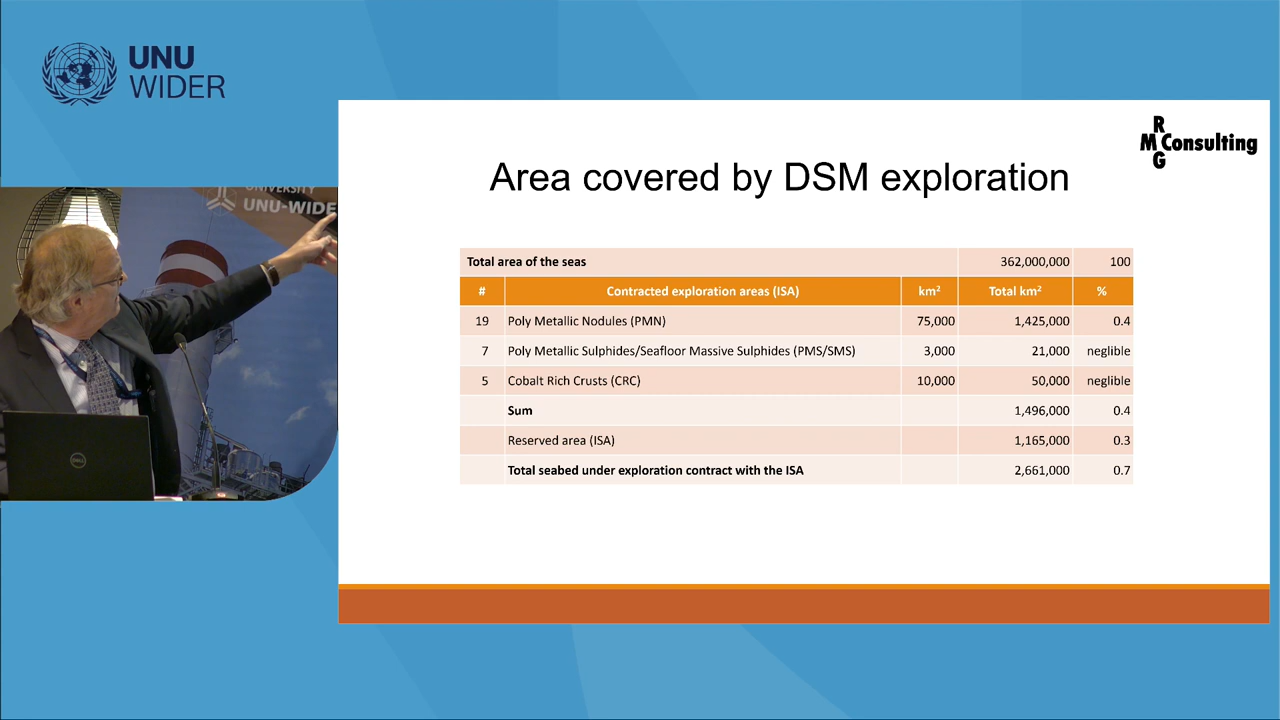 UNU
WIDER
UNIVERSITY
UNU-WIDE
R
M Consulting
G
Area covered by DSM exploration
Total area of the seas 362,000,000 100
# Contracted exploration areas (ISA) km² Total km² %
19 Poly Metallic Nodules (PMN) 75,000 1,425,000 0.4
7 Poly Metallic Sulphides/Seafloor Massive Sulphides (PMS/SMS) 3,000 21,000 neglible
5 Cobalt Rich Crusts (CRC) 10,000 50,000 neglible
Sum 1,496,000 0.4
Reserved area (ISA) 1,165,000 0.3
Total seabed under exploration contract with the ISA 2,661,000 0.7
DELL